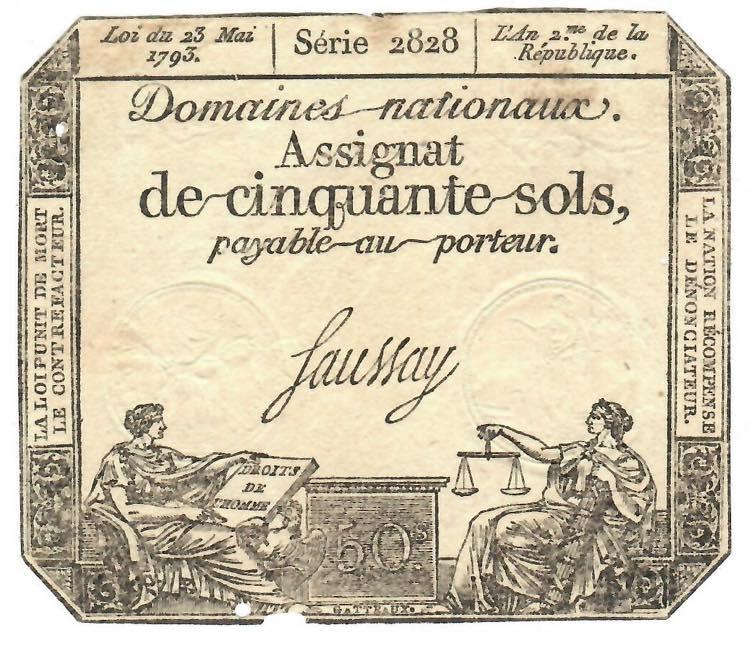 Loi du 23 Mai
1793.
Série 2828
L'An 2.me de la
République.
Domaines nationaux.
Assignat
de cinquante sols,
payable au porteur.
Saussay
LA LOI PUNIT DE MORT
LE CONTREFACTEUR.
LA NATION RÉCOMPENSE
LE DÉNONCIATEUR.
DROITS
DE
L'HOMME
50.s
GATTEAUX.